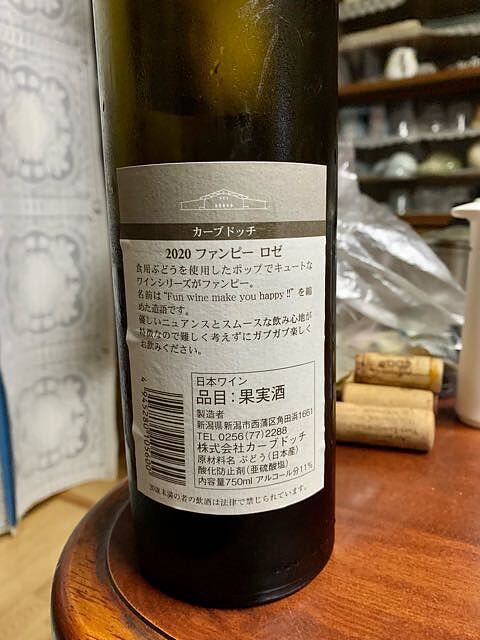 カーブドッチ
2020 ファンピー ロゼ
食用ぶどうを使用したポップでキュートな
ワインシリーズがファンピー。
名前は"Fun wine make you happy !!"を縮
めた造語です。
優しいニュアンスとスムースな飲み心地が
特徴なので難しく考えずにガブガブ楽しく
お飲みください。
日本ワイン
品目：果実酒
製造者
新潟県新潟市西蒲区角田浜1661
TEL 0256(77)2288
株式会社カーブドッチ
原材料名 ぶどう(日本産)
酸化防止剤(亜硫酸塩)
内容量750ml アルコール分11%
4945260105600
20歳未満の者の飲酒は法律で禁じられています。